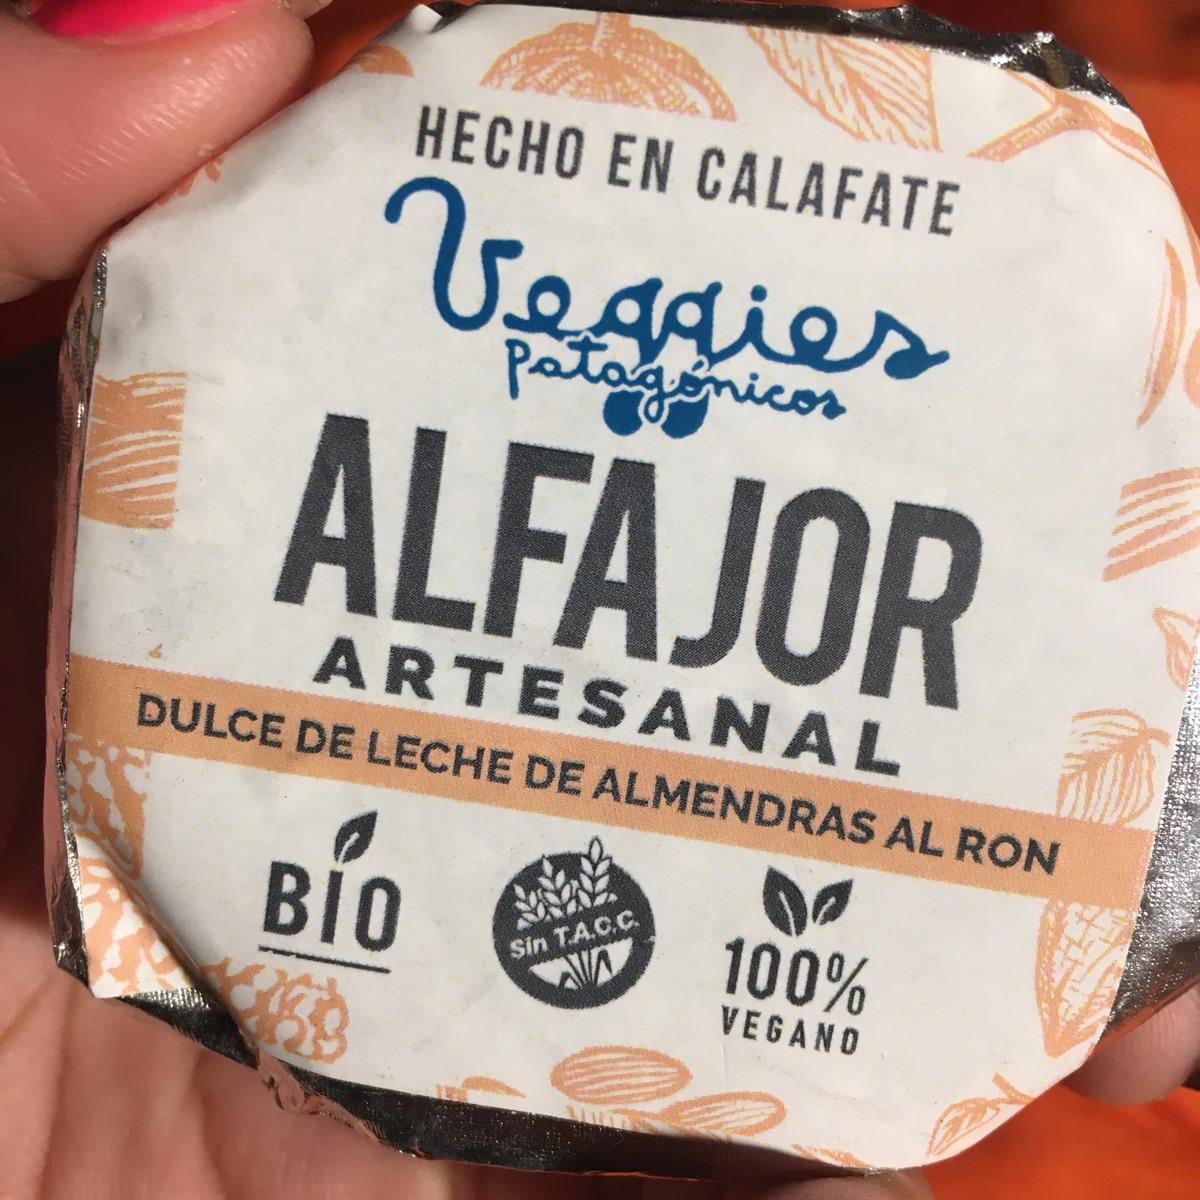 HECHO EN CALAFATE
Veggies
patagónicos
ALFAJOR
ARTESANAL
DULCE DE LECHE DE ALMENDRAS AL RON
BIO
Sin T.A.C.C.
100%
VEGANO